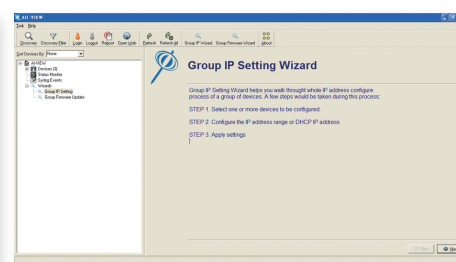 ALL-VIEW
Task Help
Discovery Discovery Filter Login Logout Reboot Open Web Refresh Refresh All Group IP Wizard Group Firmware Wizard About
Sort Devices By: None
All-VIEW
Devices (3)
Status Monitor
Syslog Events
Wizards
Group IP Setting
Group Firmware Update
Group IP Setting Wizard
Group IP Setting Wizard helps you walk throught whole IP address configure
process of a group of devices. A few steps would be taken during this process:
STEP 1. Select one or more devices to be configured.
STEP 2. Configure the IP address range or DHCP IP address
STEP 3. Apply settings